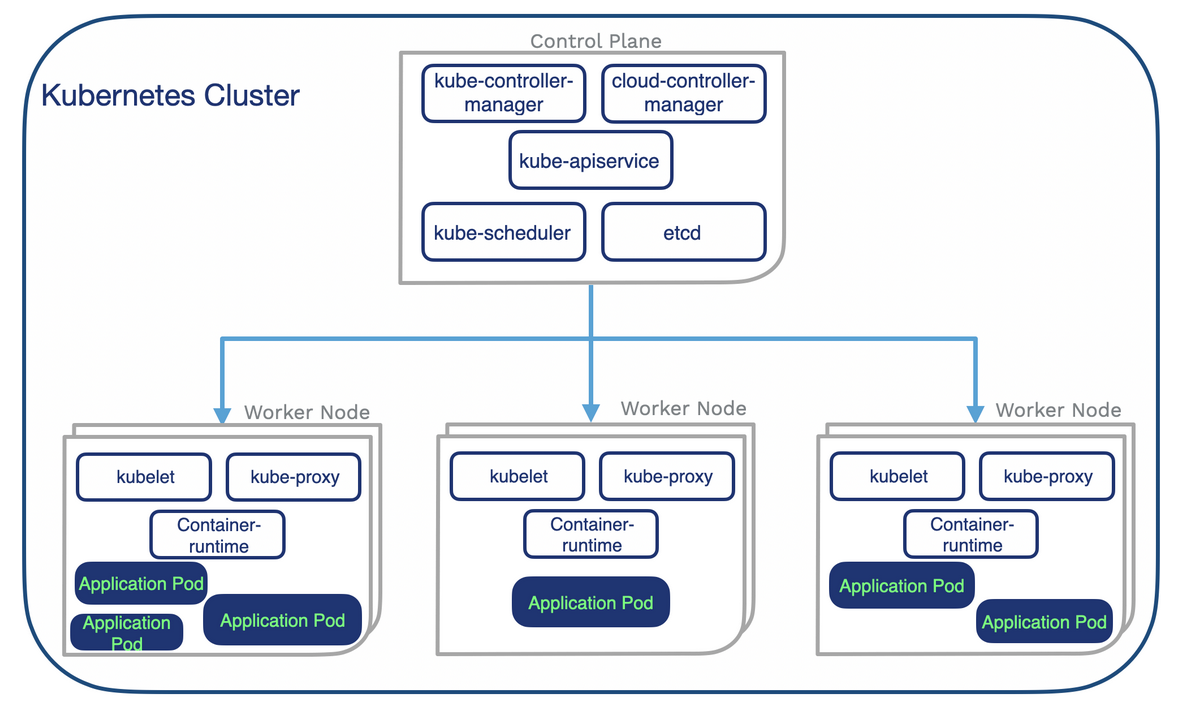 Control Plane
Kubernetes Cluster
kube-controller-
manager
cloud-controller-
manager
kube-apiservice
kube-scheduler
etcd
Worker Node
kubelet
kube-proxy
Container-
runtime
Application Pod
Application
Pod
Application Pod
Worker Node
kubelet
kube-proxy
Container-
runtime
Application Pod
Worker Node
kubelet
kube-proxy
Container-
runtime
Application Pod
Application Pod